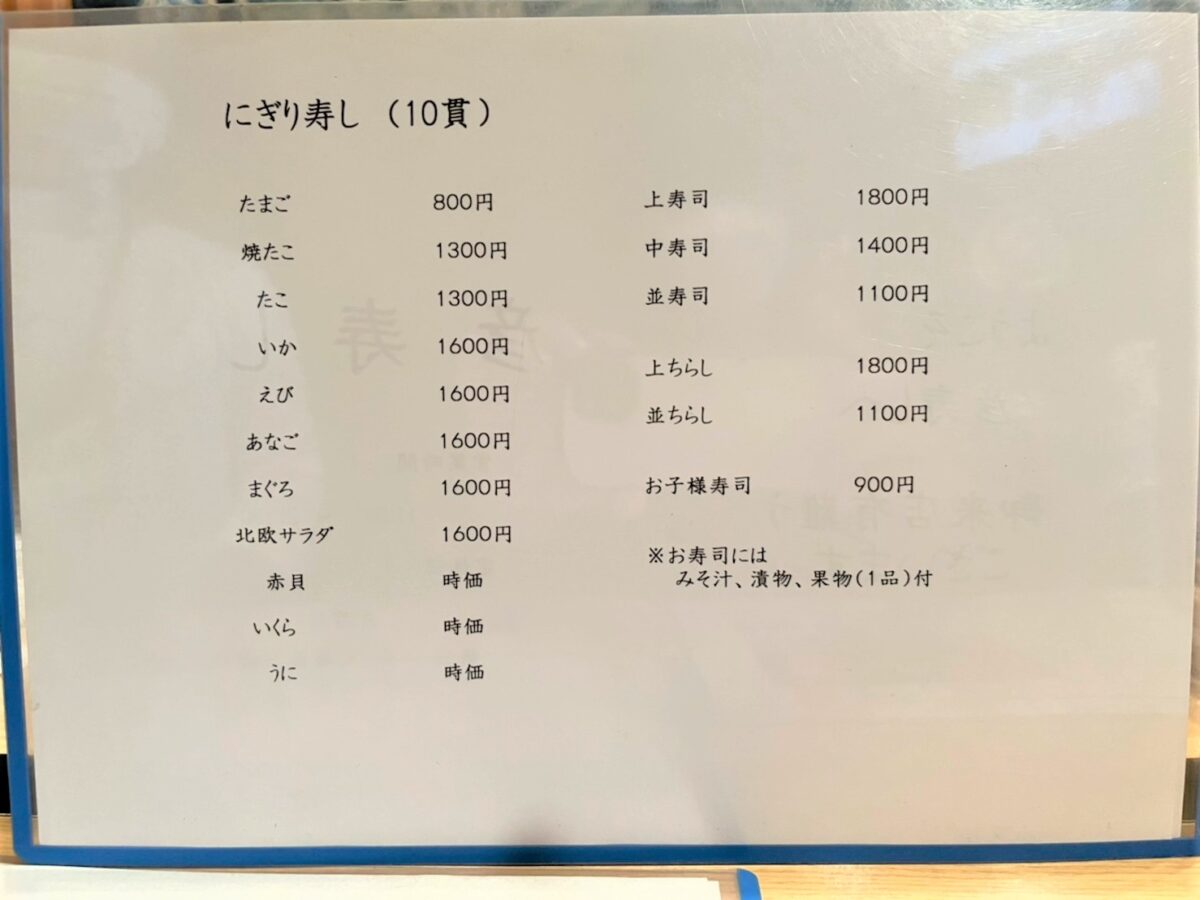 にぎり寿し (10貫)
たまご 800円
焼たこ 1300円
たこ 1300円
いか 1600円
えび 1600円
あなご 1600円
まぐろ 1600円
北欧サラダ 1600円
赤貝 時価
いくら 時価
うに 時価
上寿司 1800円
中寿司 1400円
並寿司 1100円
上ちらし 1800円
並ちらし 1100円
お子様寿司 900円
※お寿司には
みそ汁、漬物、果物(1品)付